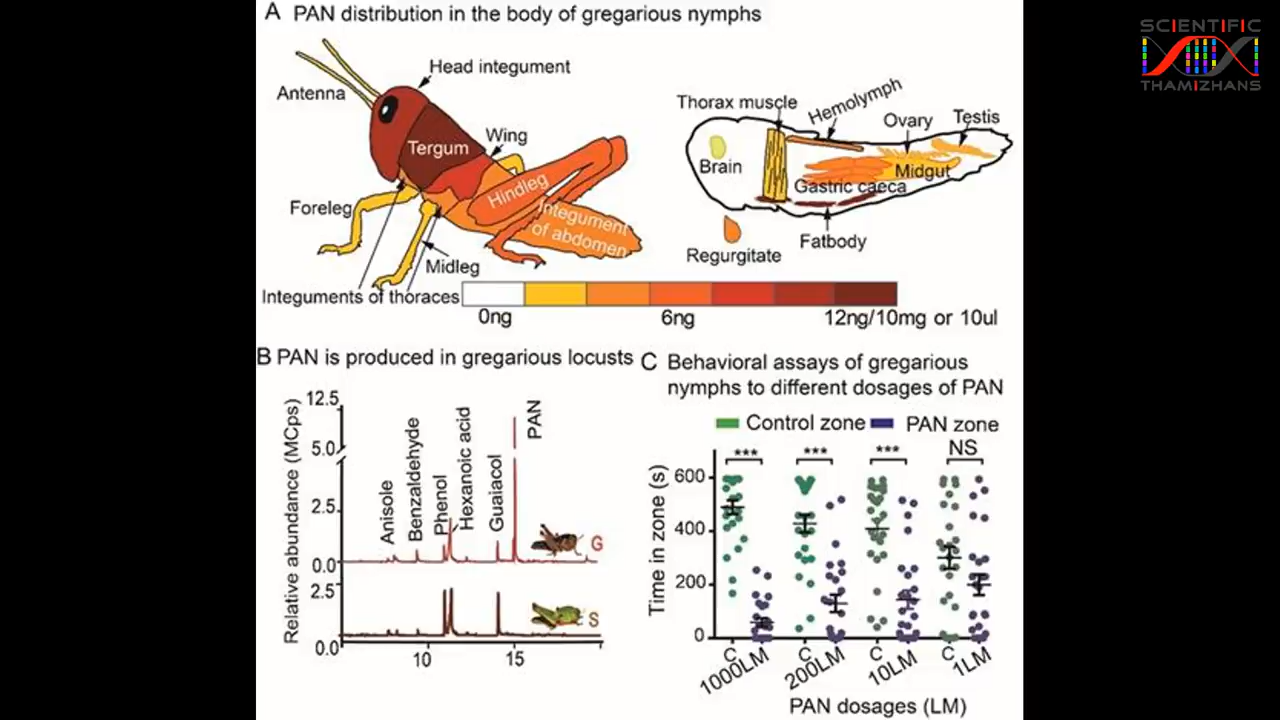 SCIENTIFIC
THAMIZHANS
A PAN distribution in the body of gregarious nymphs
Head integument
Antenna
Wing
Tergum
Hindleg
Foreleg
Integument
of abdomen
Midleg
Integuments of thoraces
Thorax muscle
Hemolymph
Ovary
Testis
Brain
Midgut
Gastric caeca
Fatbody
Regurgitate
0ng
6ng
12ng/10mg or 10ul
B PAN is produced in gregarious locusts
Relative abundance (MCps)
12.5
5.0
2.5
0.0
2.5
0.0
Anisole
Benzaldehyde
Phenol
Hexanoic acid
Guaiacol
PAN
G
S
10
15
C Behavioral assays of gregarious
nymphs to different dosages of PAN
Control zone
PAN zone
*** *** *** NS
Time in zone (s)
600
400
200
0
C C C C
1000LM 200LM 10LM 1LM
PAN dosages (LM)